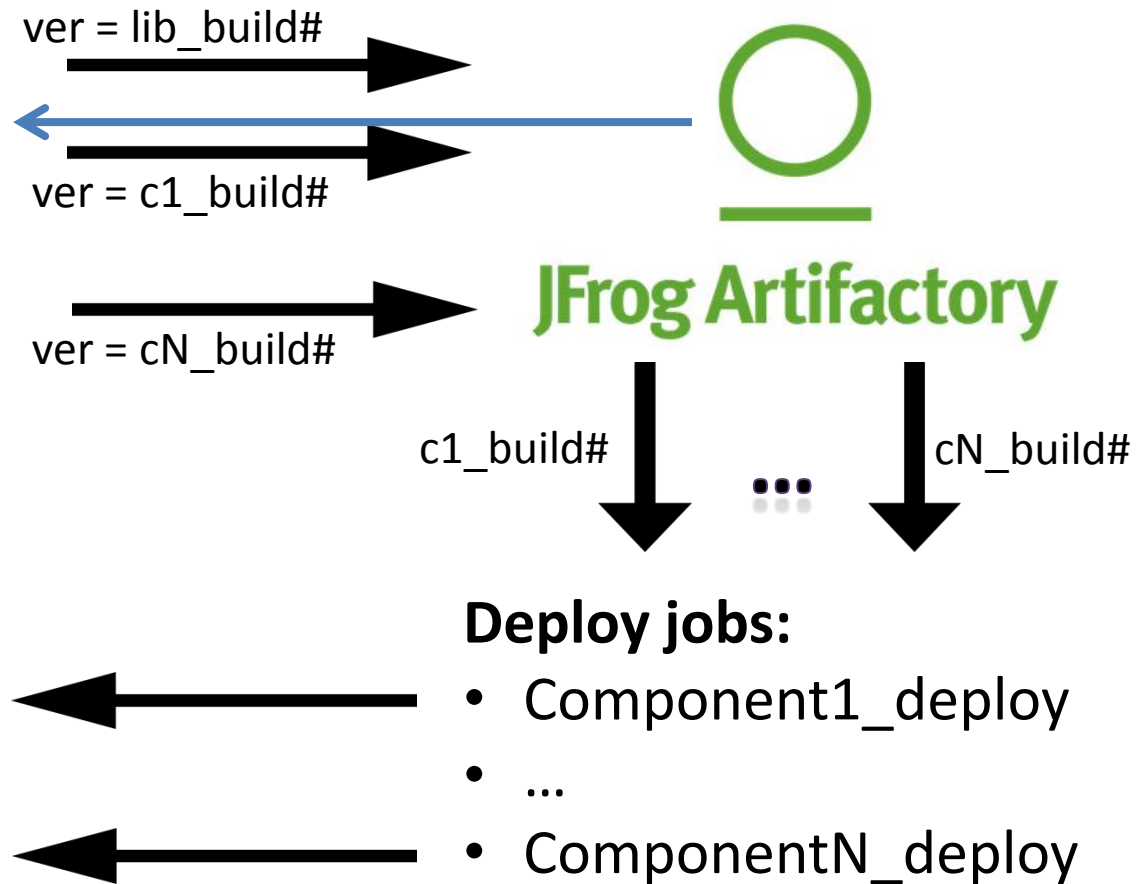 ver = lib_build#
ver = c1_build#
JFrog Artifactory
ver = cN_build#
c1_build#
cN_build#
...
Deploy jobs:
• Component1_deploy
• ...
• ComponentN_deploy